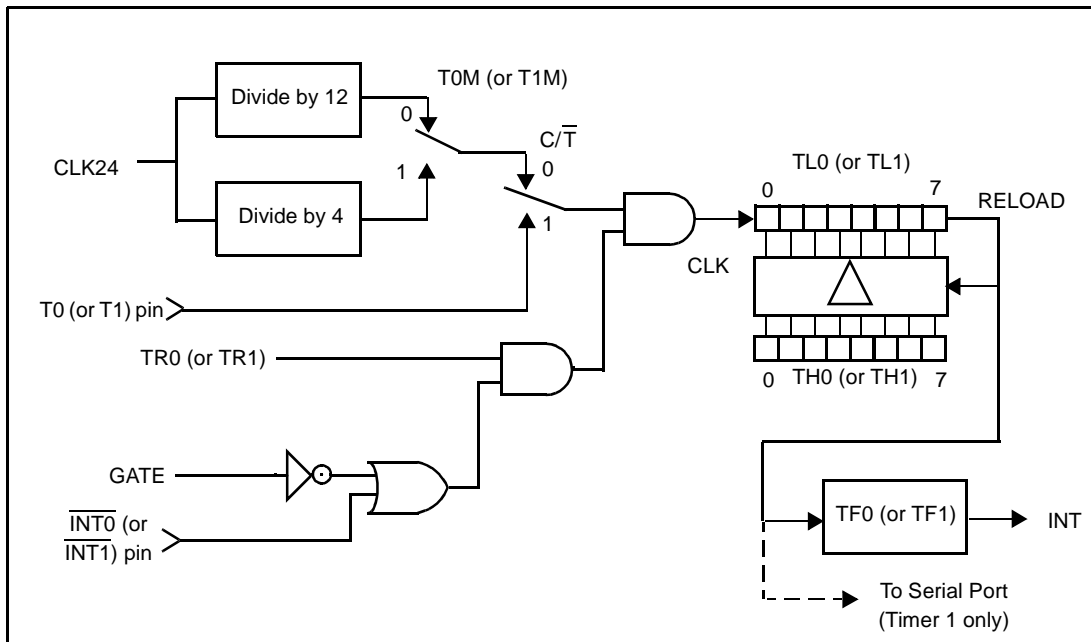 Divide by 12
T0M (or T1M)
0
C/T̅
CLK24
1
0
Divide by 4
1
TL0 (or TL1)
0
7
RELOAD
CLK
T0 (or T1) pin
TR0 (or TR1)
0
TH0 (or TH1)
7
GATE
I̅N̅T̅0̅ (or
I̅N̅T̅1̅) pin
TF0 (or TF1)
INT
To Serial Port
(Timer 1 only)